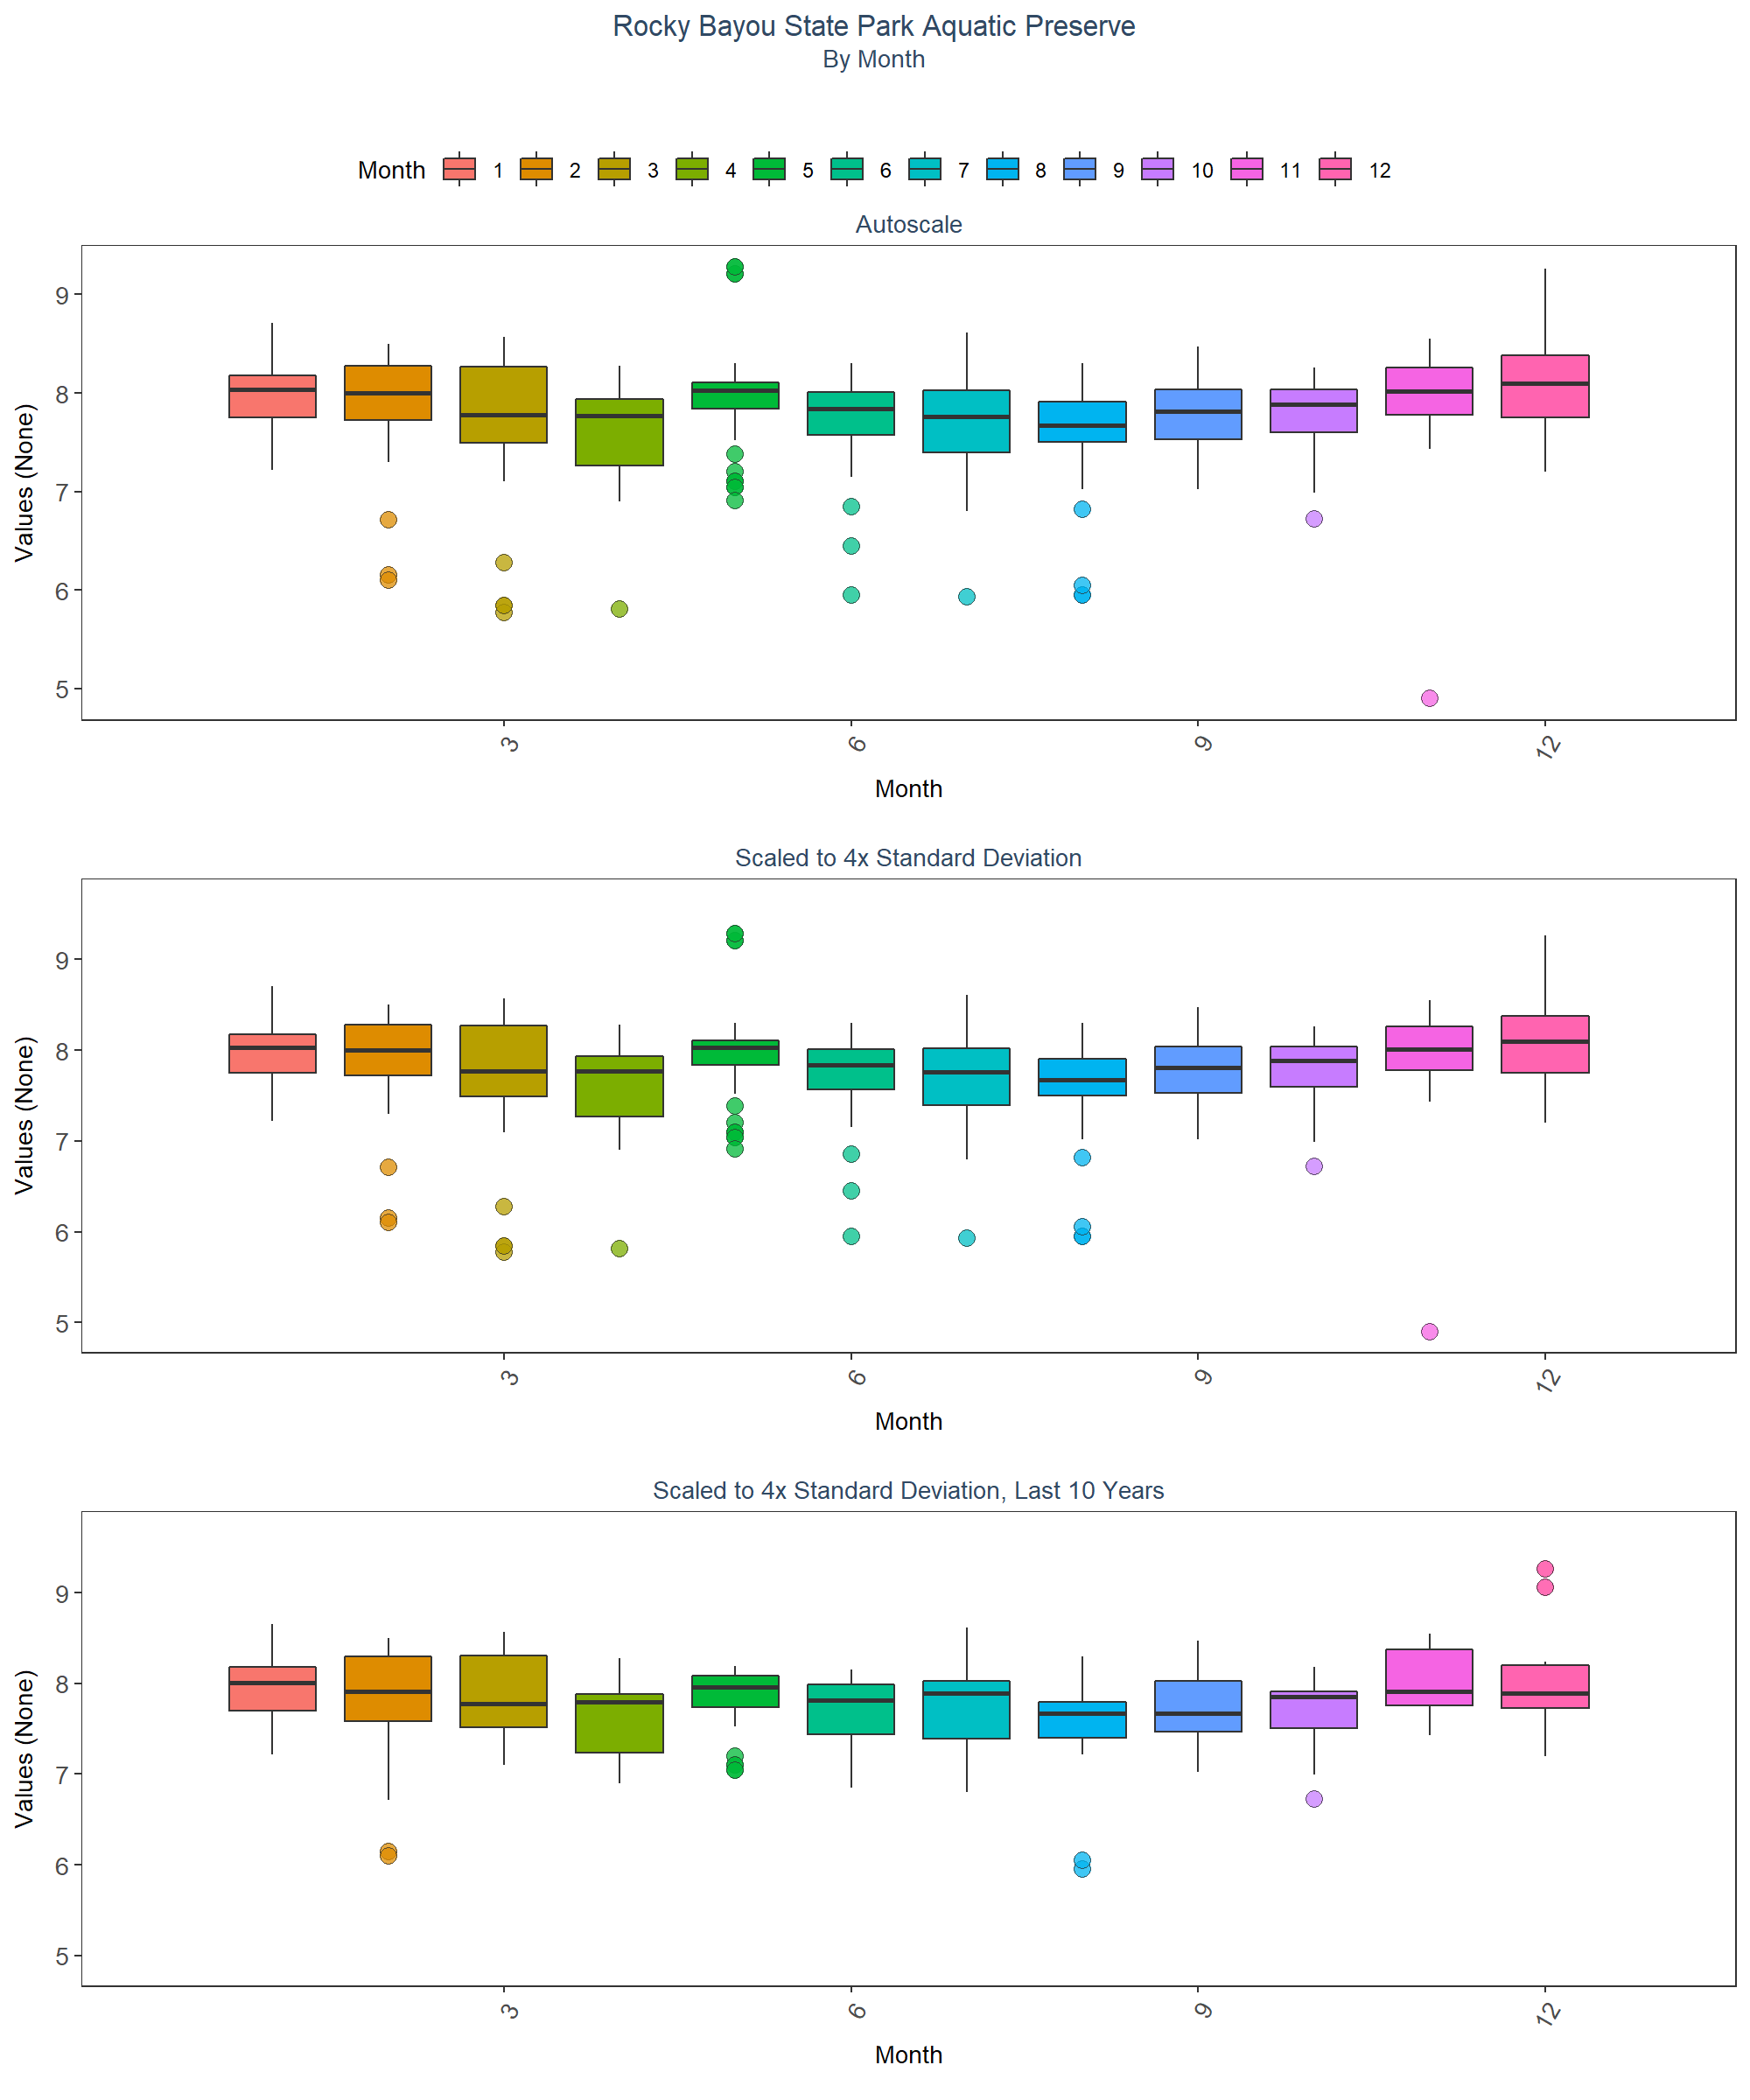 Rocky Bayou State Park Aquatic Preserve
By Month
Month 1 2 3 4 5 6 7 8 9 10 11 12
Autoscale
Values (None)
9
8
7
6
5
3 6 9 12
Month
Scaled to 4x Standard Deviation
Values (None)
9
8
7
6
5
3 6 9 12
Month
Scaled to 4x Standard Deviation, Last 10 Years
Values (None)
9
8
7
6
5
3 6 9 12
Month